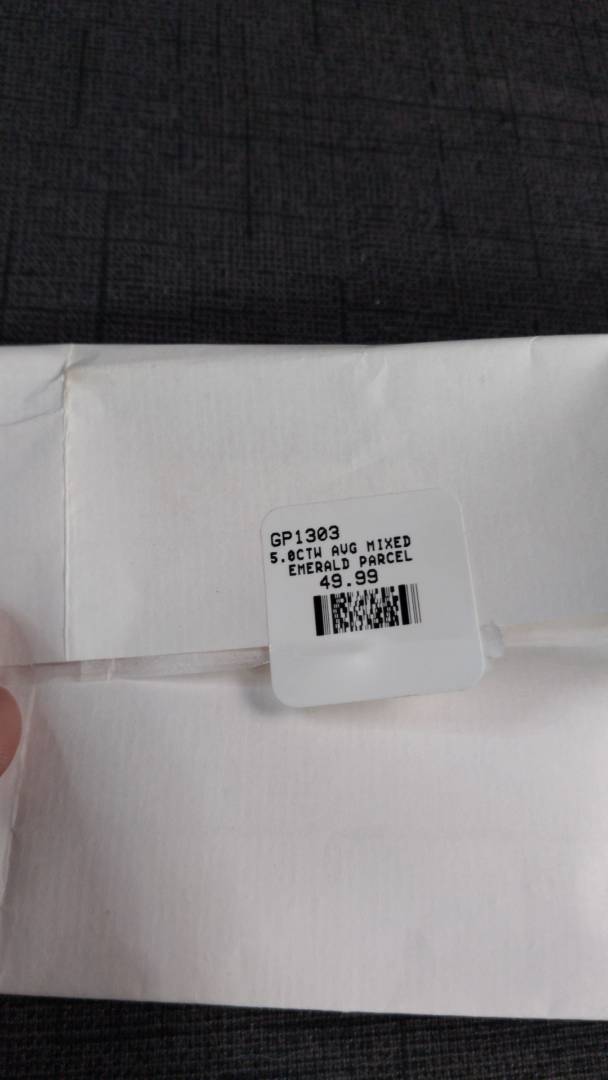 GP1303
5.0CTW AVG MIXED
EMERALD PARCEL
49.99